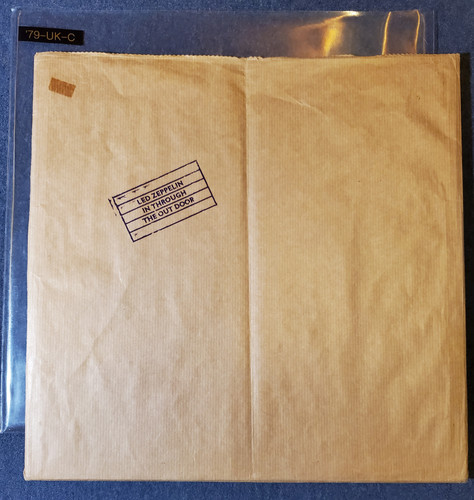 '79-UK-C
LED ZEPPELIN
IN THROUGH
THE OUT DOOR